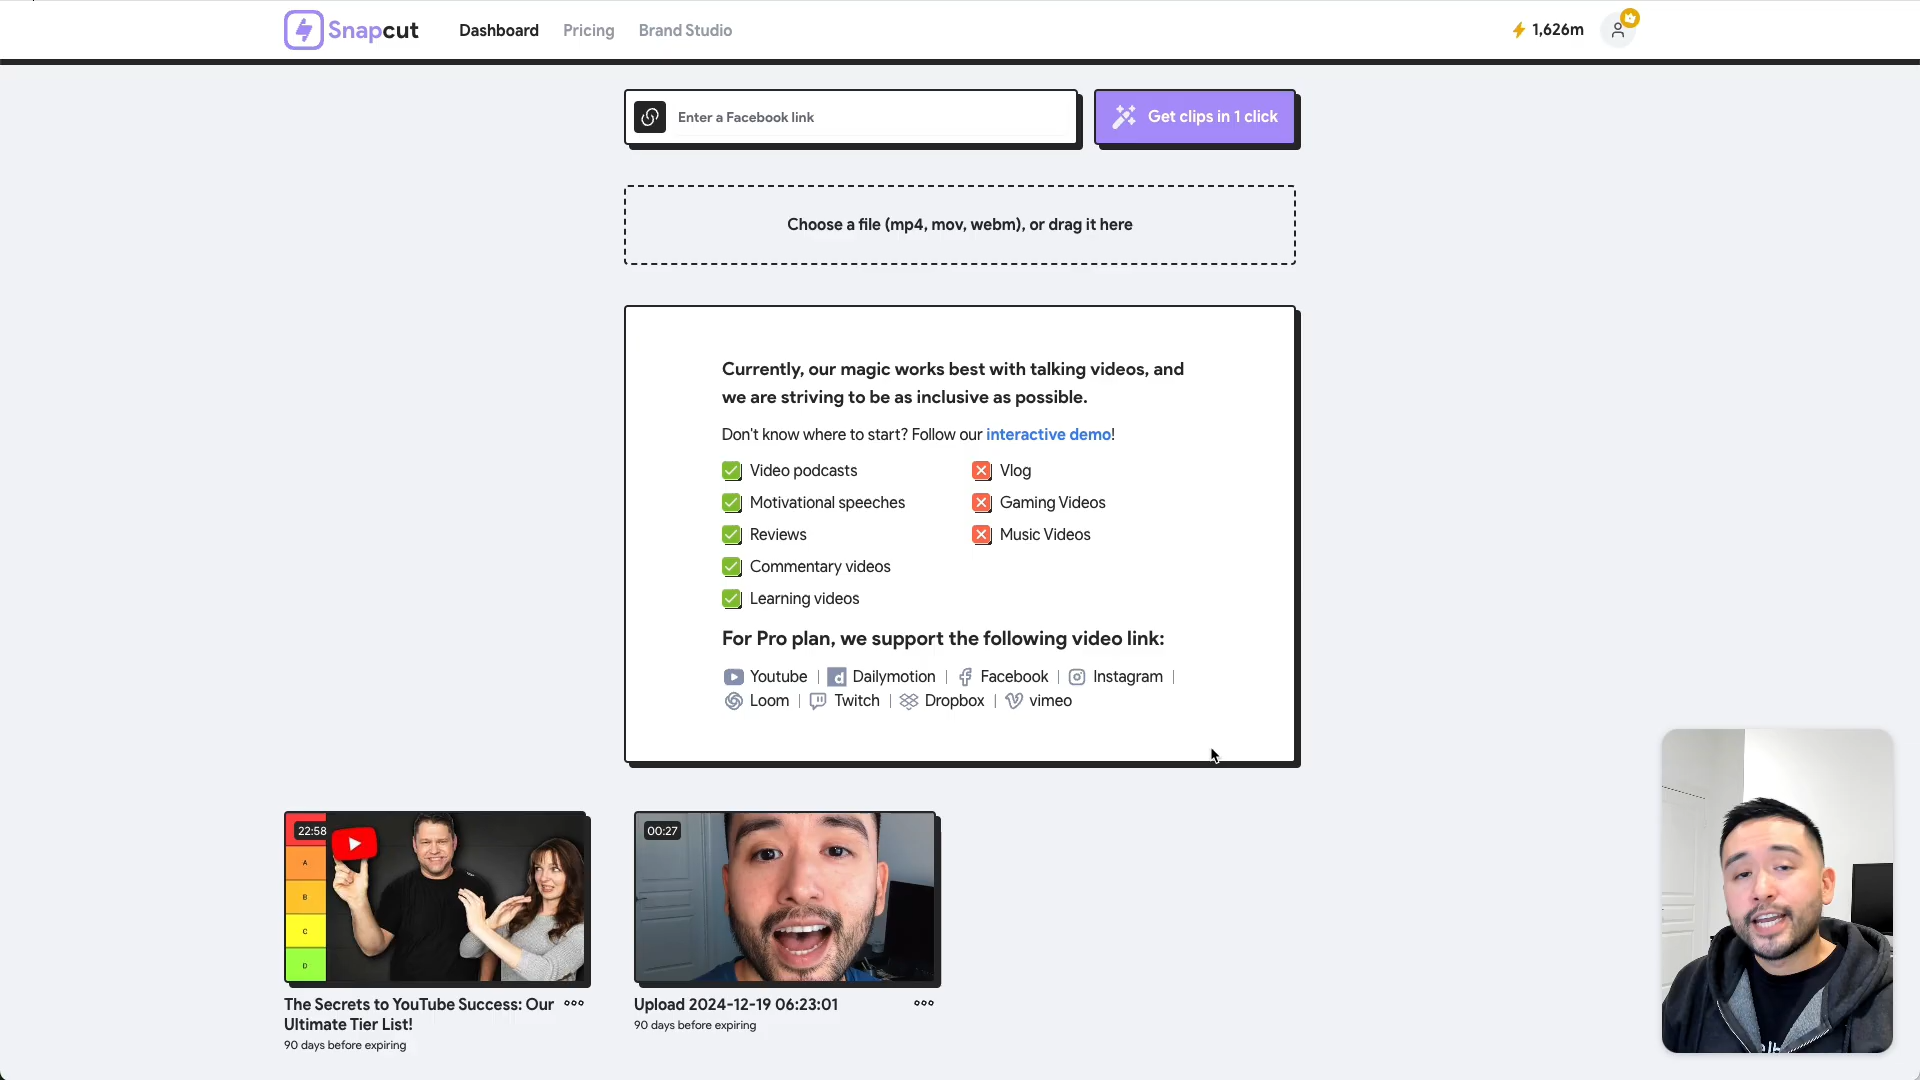 Snapcut
Dashboard
Pricing
Brand Studio
1,626m
Enter a Facebook link
Get clips in 1 click
Choose a file (mp4, mov, webm), or drag it here
Currently, our magic works best with talking videos, and
we are striving to be as inclusive as possible.
Don't know where to start? Follow our interactive demo!
Video podcasts
Vlog
Motivational speeches
Gaming Videos
Reviews
Music Videos
Commentary videos
Learning videos
For Pro plan, we support the following video link:
Youtube | Dailymotion | Facebook | Instagram |
Loom | Twitch | Dropbox | vimeo
22:58
A
B
C
D
00:27
The Secrets to YouTube Success: Our
Ultimate Tier List!
90 days before expiring
Upload 2024-12-19 06:23:01
90 days before expiring